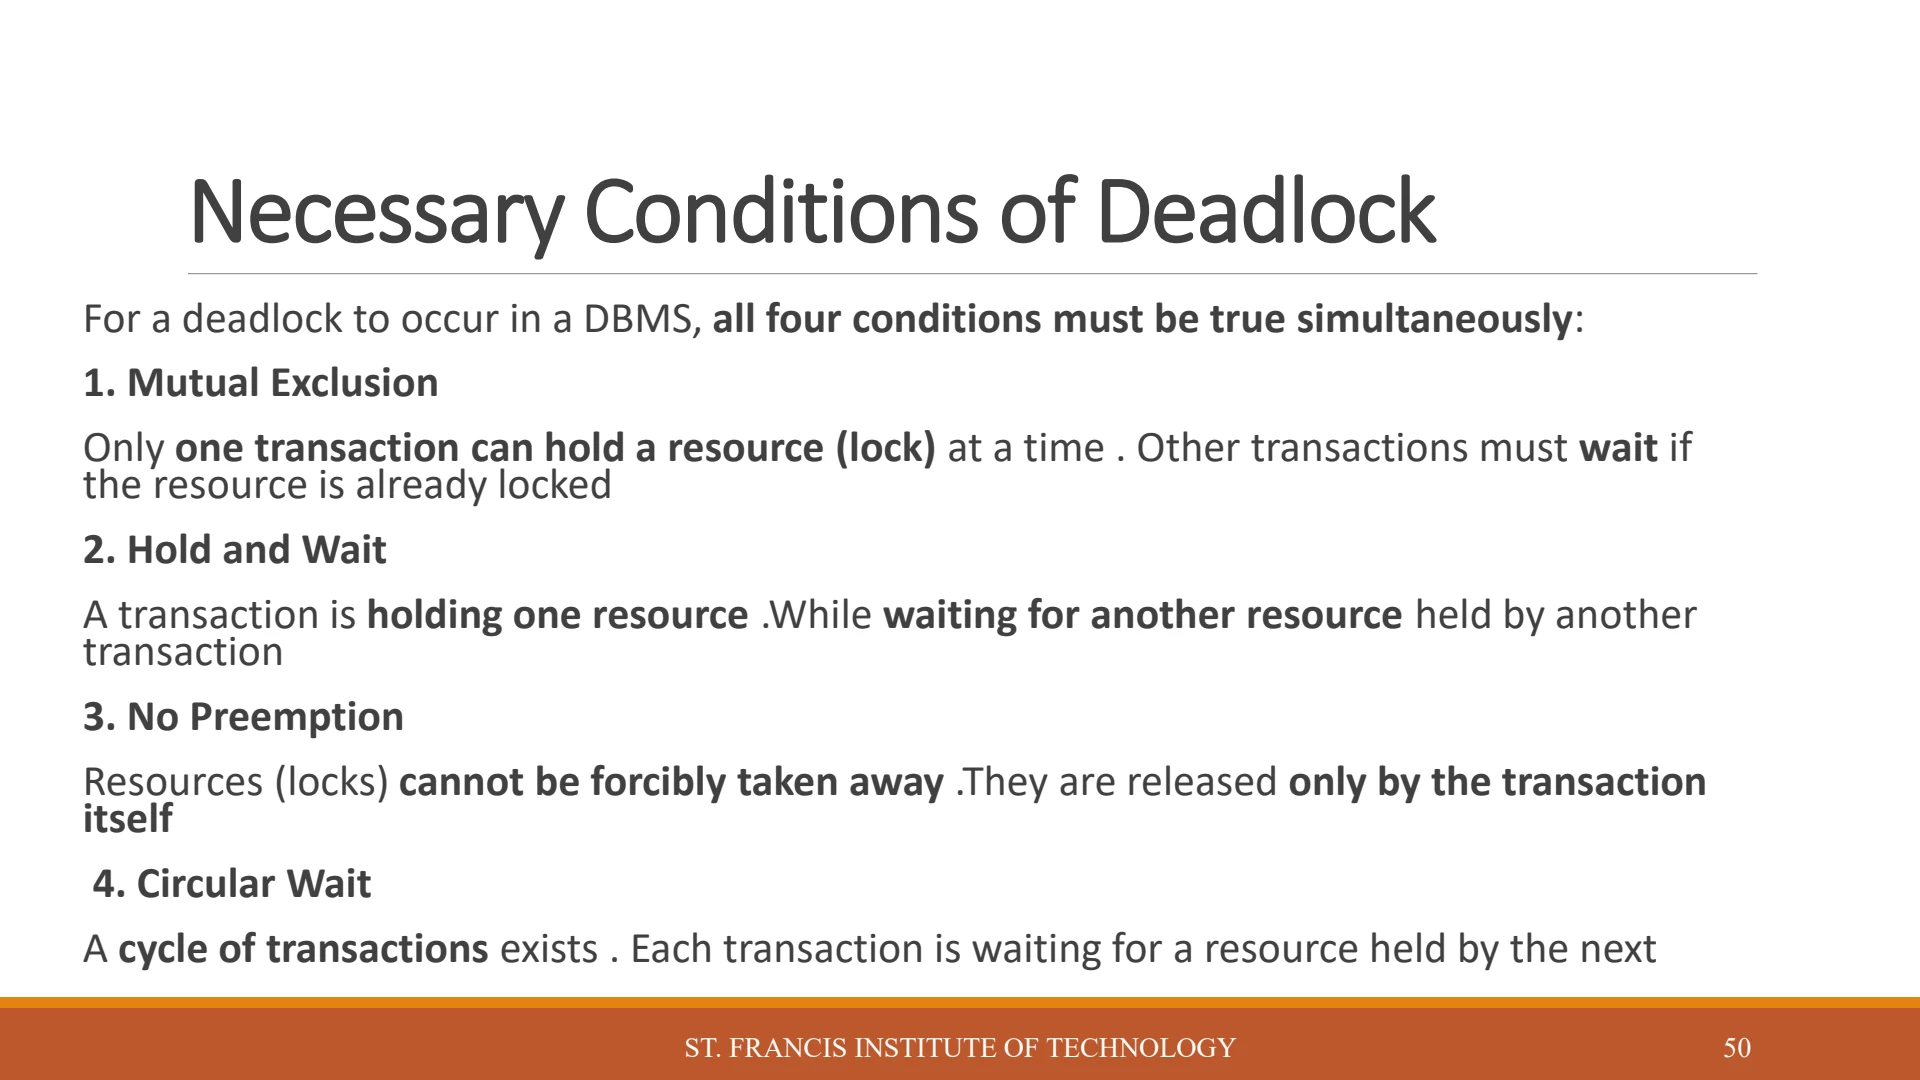 Necessary Conditions of Deadlock
For a deadlock to occur in a DBMS, all four conditions must be true simultaneously:
1. Mutual Exclusion
Only one transaction can hold a resource (lock) at a time . Other transactions must wait if
the resource is already locked
2. Hold and Wait
A transaction is holding one resource .While waiting for another resource held by another
transaction
3. No Preemption
Resources (locks) cannot be forcibly taken away .They are released only by the transaction
itself
4. Circular Wait
A cycle of transactions exists . Each transaction is waiting for a resource held by the next
ST. FRANCIS INSTITUTE OF TECHNOLOGY
50